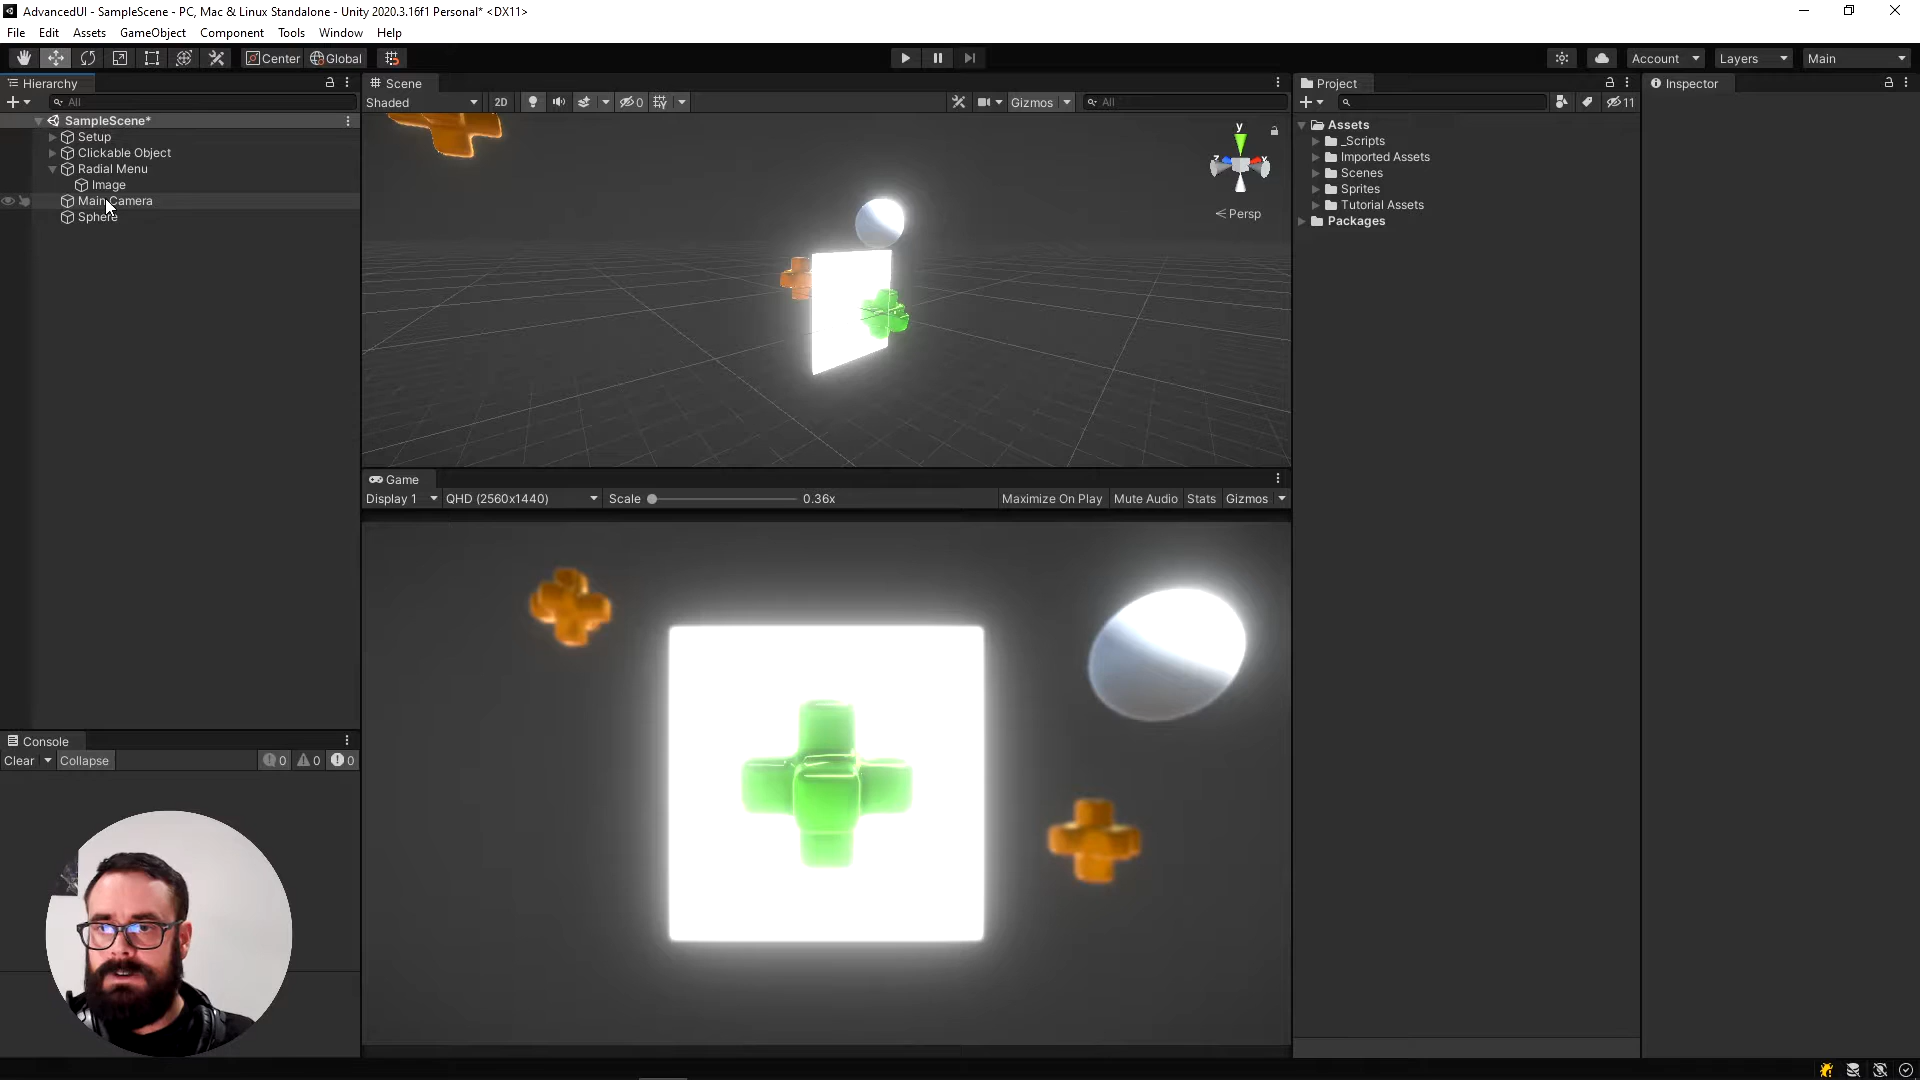 AdvancedUI - SampleScene - PC, Mac & Linux Standalone - Unity 2020.3.16f1 Personal* <DX11>
File Edit Assets GameObject Component Tools Window Help
Center Global Account Layers Main
Hierarchy
All
SampleScene*
Setup
Clickable Object
Radial Menu
Image
Main Camera
Sphere
Scene
Shaded 2D 0 Gizmos All
y
Persp
Game
Display 1 QHD (2560x1440) Scale 0.36x Maximize On Play Mute Audio Stats Gizmos
Project
11
Assets
_Scripts
Imported Assets
Scenes
Sprites
Tutorial Assets
Packages
Inspector
Console
Clear Collapse 0 0 0